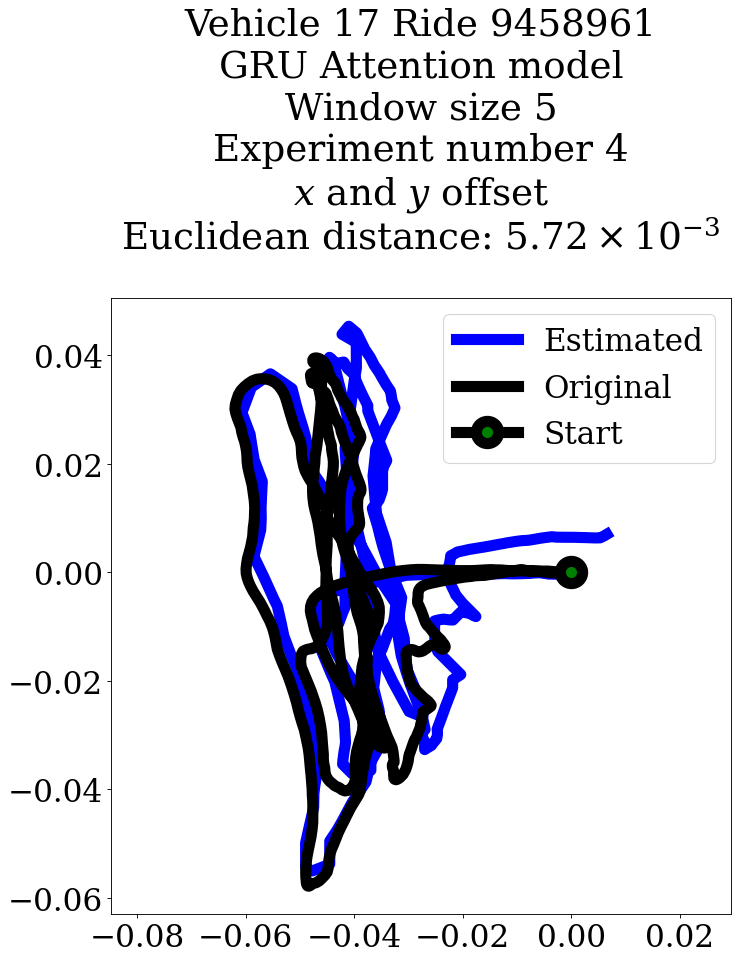 Vehicle 17 Ride 9458961
GRU Attention model
Window size 5
Experiment number 4
x and y offset
Euclidean distance: 5.72 × 10⁻³
Estimated
Original
Start
0.04
0.02
0.00
−0.02
−0.04
−0.06
−0.08 −0.06 −0.04 −0.02 0.00 0.02